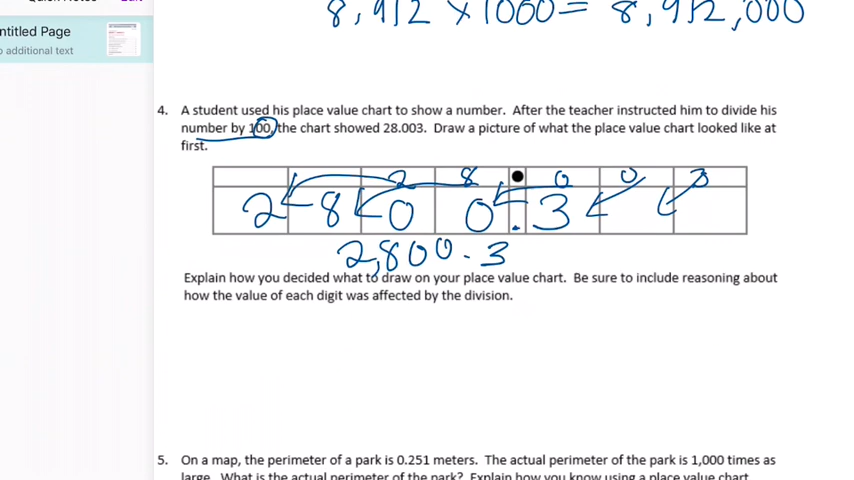 ntitled Page
o additional text
8,912 × 1000 = 8,912,000
4. A student used his place value chart to show a number. After the teacher instructed him to divide his
number by 100, the chart showed 28.003. Draw a picture of what the place value chart looked like at
first.
2 8 0 0 3
2 8 0 0 . 3
2,800.3
Explain how you decided what to draw on your place value chart. Be sure to include reasoning about
how the value of each digit was affected by the division.
5. On a map, the perimeter of a park is 0.251 meters. The actual perimeter of the park is 1,000 times as
large. What is the actual perimeter of the park? Explain how you know using a place value chart.